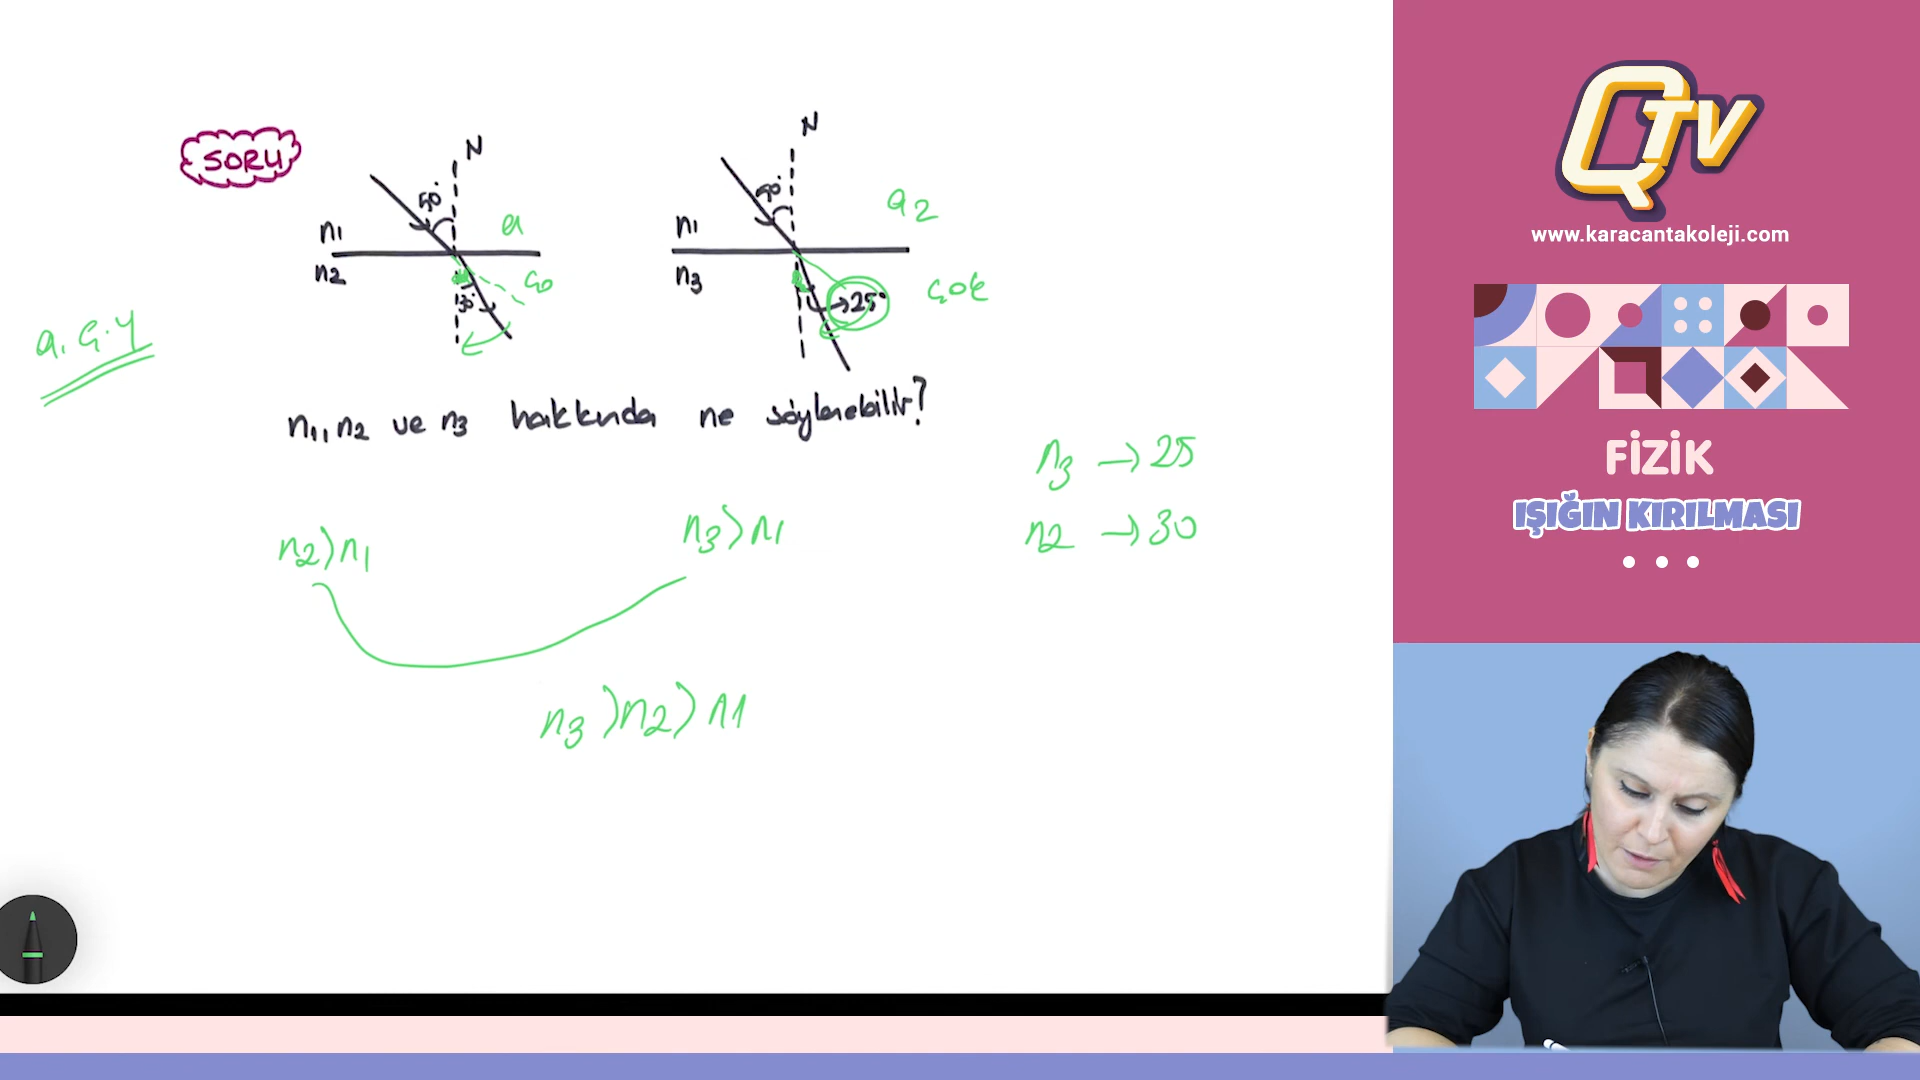 SORU
N
50°
n1
n2
30°
a
ço
N
50°
n1
n3
→25°
a2
çok
a.ç.y
n1,n2 ve n3 hakkında ne söylenebilir?
n3 → 25
n2 → 30
n2>n1
n3>n1
n3>n2>n1
QTV
www.karacantakoleji.com
FİZİK
IŞIĞIN KIRILMASI